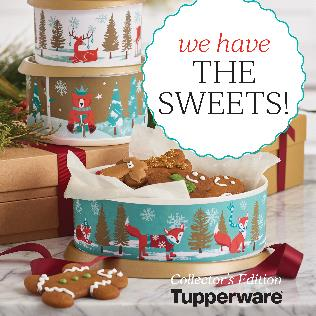 we have
THE
SWEETS!
Collector's Edition
Tupperware